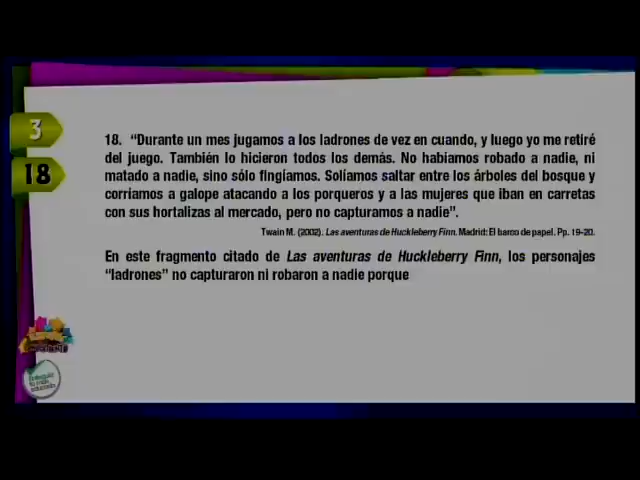 3
18
18. “Durante un mes jugamos a los ladrones de vez en cuando, y luego yo me retiré
del juego. También lo hicieron todos los demás. No habíamos robado a nadie, ni
matado a nadie, sino sólo fingíamos. Solíamos saltar entre los árboles del bosque y
corríamos a galope atacando a los porqueros y a las mujeres que iban en carretas
con sus hortalizas al mercado, pero no capturamos a nadie”.
Twain M. (2002). Las aventuras de Huckleberry Finn. Madrid: El barco de papel. Pp. 19-20.
En este fragmento citado de Las aventuras de Huckleberry Finn, los personajes
“ladrones” no capturaron ni robaron a nadie porque